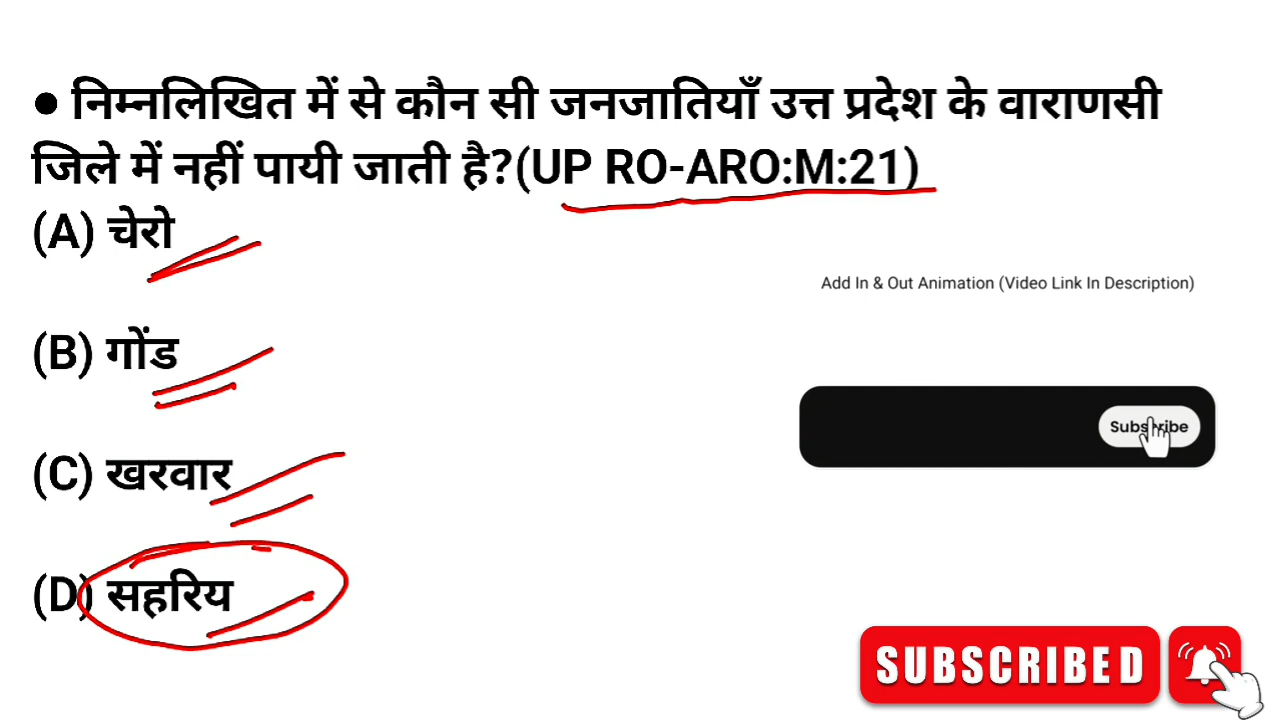 ● निम्नलिखित में से कौन सी जनजातियाँ उत्त प्रदेश के वाराणसी
जिले में नहीं पायी जाती है?(UP RO-ARO:M:21)
(A) चेरो
Add In & Out Animation (Video Link In Description)
(B) गोंड
Subscribe
(C) खरवार
(D) सहरिय
SUBSCRIBED